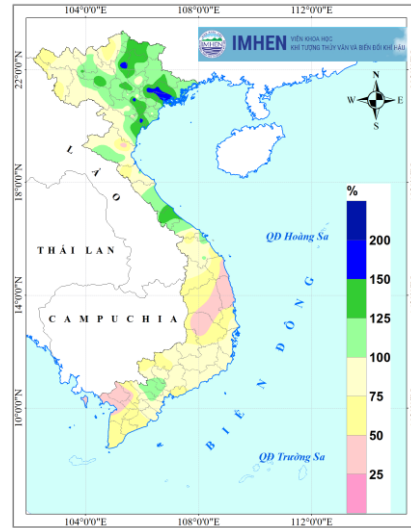 104°0'0"E 108°0'0"E 112°0'0"E
IMHEN
VIỆN KHOA HỌC
KHÍ TƯỢNG THỦY VĂN VÀ BIẾN ĐỔI KHÍ HẬU
22°0'0"N
N
W E
S
LÀO
18°0'0"N
%
200
150
125
100
75
50
25
QĐ Hoàng Sa
THÁI LAN
14°0'0"N
CAMPUCHIA
BIỂN ĐÔNG
10°0'0"N
QĐ Trường Sa
104°0'0"E 108°0'0"E 112°0'0"E